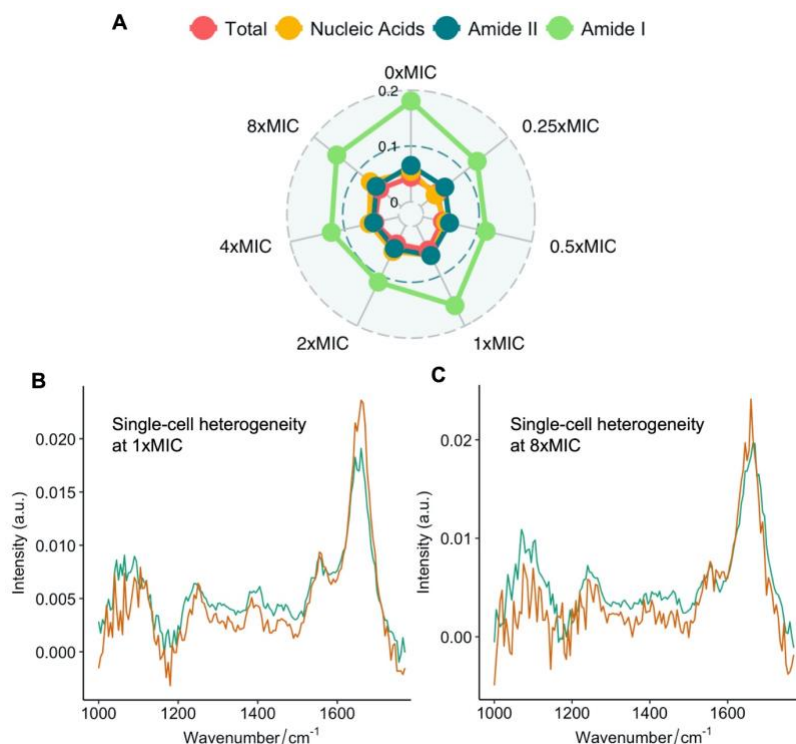 A
Total Nucleic Acids Amide II Amide I
0xMIC
0.2
8xMIC
0.25xMIC
0.1
0
4xMIC
0.5xMIC
2xMIC
1xMIC
B
Single-cell heterogeneity
at 1xMIC
0.020
0.015
0.010
0.005
0.000
Intensity (a.u.)
1000 1200 1400 1600
Wavenumber/cm-1
C
Single-cell heterogeneity
at 8xMIC
0.02
0.01
0.00
Intensity (a.u.)
1000 1200 1400 1600
Wavenumber/cm-1